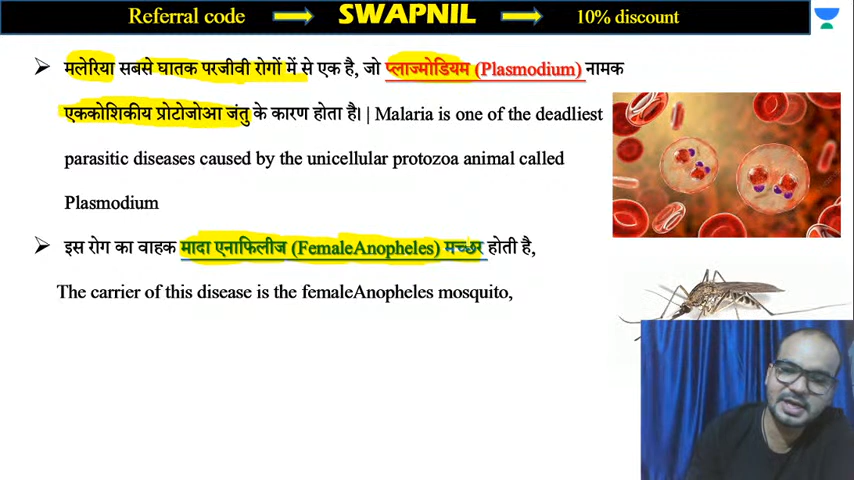 Referral code SWAPNIL 10% discount
मलेरिया सबसे घातक परजीवी रोगों में से एक है, जो प्लाज्मोडियम (Plasmodium) नामक
एककोशिकीय प्रोटोजोआ जंतु के कारण होता है। | Malaria is one of the deadliest
parasitic diseases caused by the unicellular protozoa animal called
Plasmodium
इस रोग का वाहक मादा एनाफिलीज (FemaleAnopheles) मच्छर होती है,
The carrier of this disease is the femaleAnopheles mosquito,